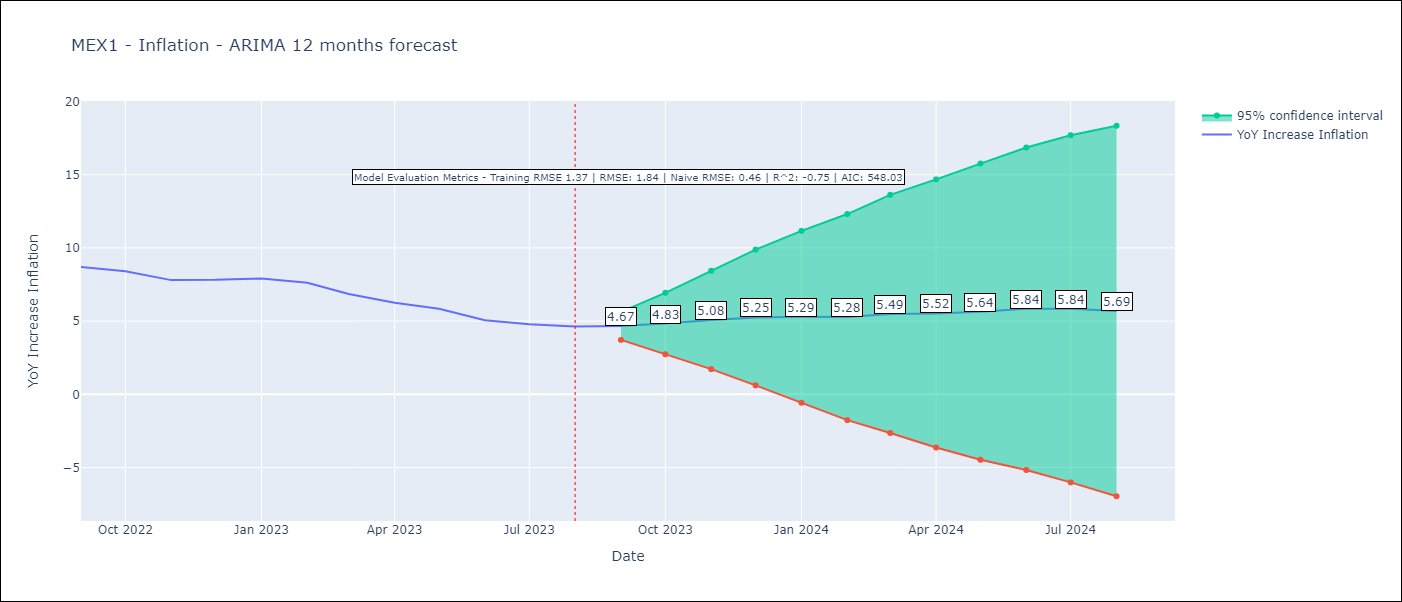 MEX1 - Inflation - ARIMA 12 months forecast
95% confidence interval
YoY Increase Inflation
Model Evaluation Metrics - Training RMSE 1.37 | RMSE: 1.84 | Naive RMSE: 0.46 | R^2: -0.75 | AIC: 548.03
YoY Increase Inflation
20
15
10
5
0
−5
4.67
4.83
5.08
5.25
5.29
5.28
5.49
5.52
5.64
5.84
5.84
5.69
Oct 2022
Jan 2023
Apr 2023
Jul 2023
Oct 2023
Jan 2024
Apr 2024
Jul 2024
Date